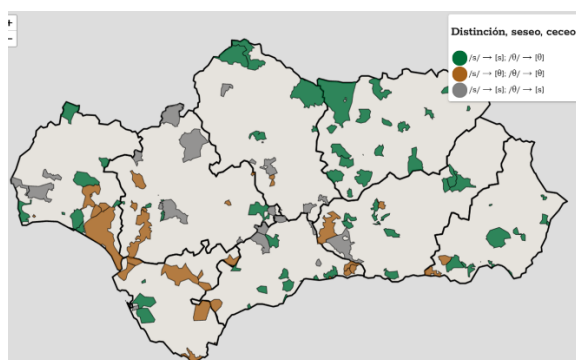 +
−
Distinción, seseo, ceceo
/s/ → [s]; /θ/ → [θ]
/s/ → [θ]; /θ/ → [θ]
/s/ → [s]; /θ/ → [s]